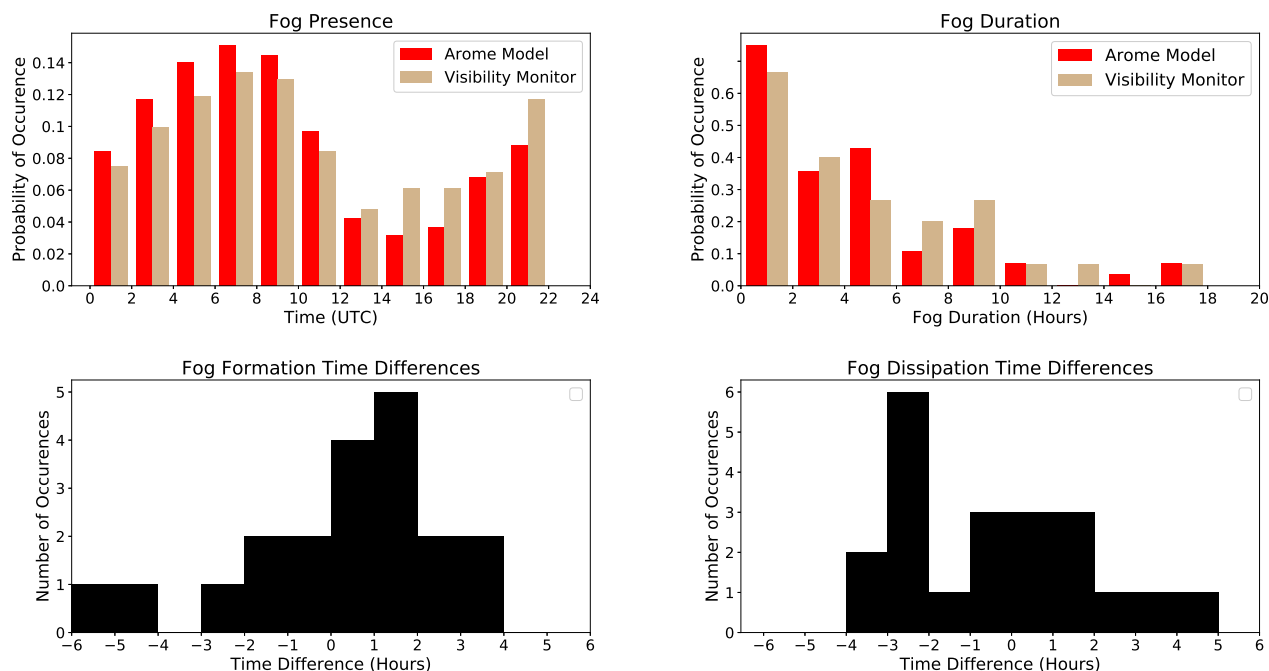 Fog Presence
Probability of Occurence
0.14
0.12
0.1
0.08
0.06
0.04
0.02
0.0
Arome Model
Visibility Monitor
0 2 4 6 8 10 12 14 16 18 20 22 24
Time (UTC)
Fog Duration
Probability of Occurence
0.6
0.5
0.4
0.3
0.2
0.1
0.0
Arome Model
Visibility Monitor
0 2 4 6 8 10 12 14 16 18 20
Fog Duration (Hours)
Fog Formation Time Differences
Number of Occurences
5
4
3
2
1
0
−6 −5 −4 −3 −2 −1 0 1 2 3 4 5 6
Time Difference (Hours)
Fog Dissipation Time Differences
Number of Occurences
6
5
4
3
2
1
0
−6 −5 −4 −3 −2 −1 0 1 2 3 4 5 6
Time Difference (Hours)